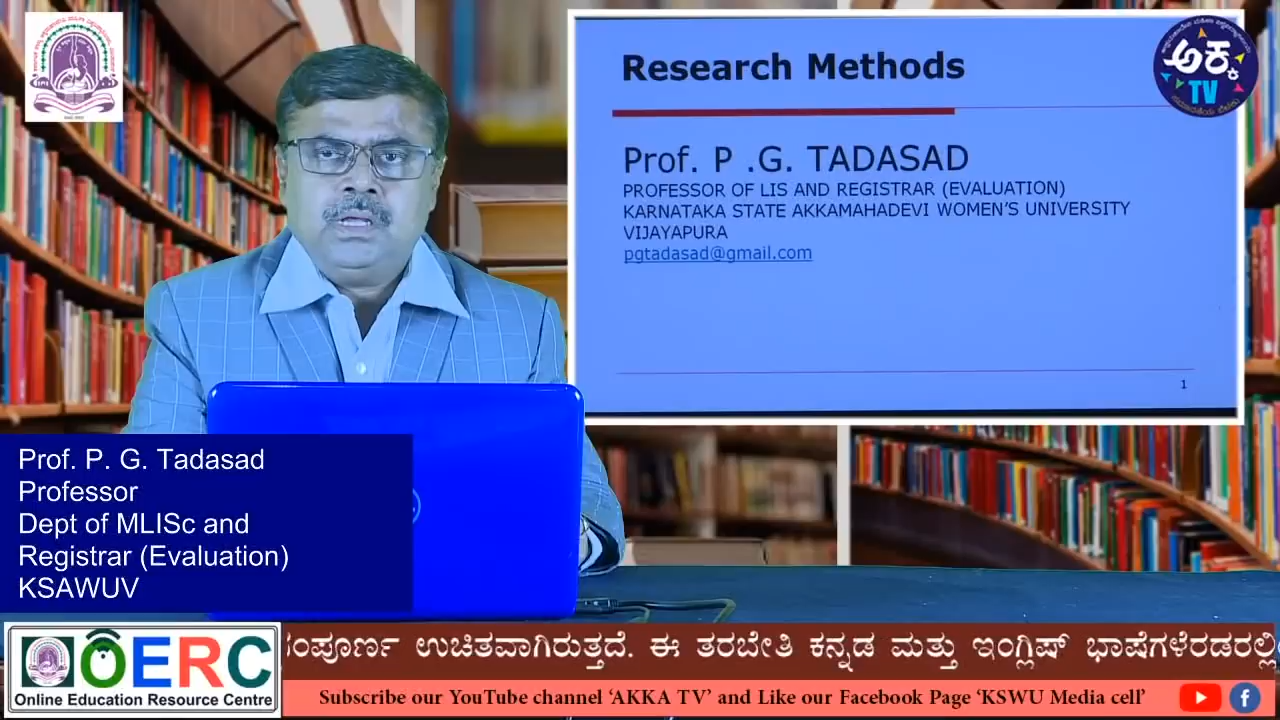 Research Methods
Prof. P .G. TADASAD
PROFESSOR OF LIS AND REGISTRAR (EVALUATION)
KARNATAKA STATE AKKAMAHADEVI WOMEN'S UNIVERSITY
VIJAYAPURA
pgtadasad@gmail.com
1
ಅಕ್ಕ
TV
Prof. P. G. Tadasad
Professor
Dept of MLISc and
Registrar (Evaluation)
KSAWUV
OERC
Online Education Resource Centre
ಸಂಪೂರ್ಣ ಉಚಿತವಾಗಿರುತ್ತದೆ. ಈ ತರಬೇತಿ ಕನ್ನಡ ಮತ್ತು ಇಂಗ್ಲಿಷ್ ಭಾಷೆಗಳೆರಡರಲ್ಲಿ
Subscribe our YouTube channel ‘AKKA TV’ and Like our Facebook Page ‘KSWU Media cell’